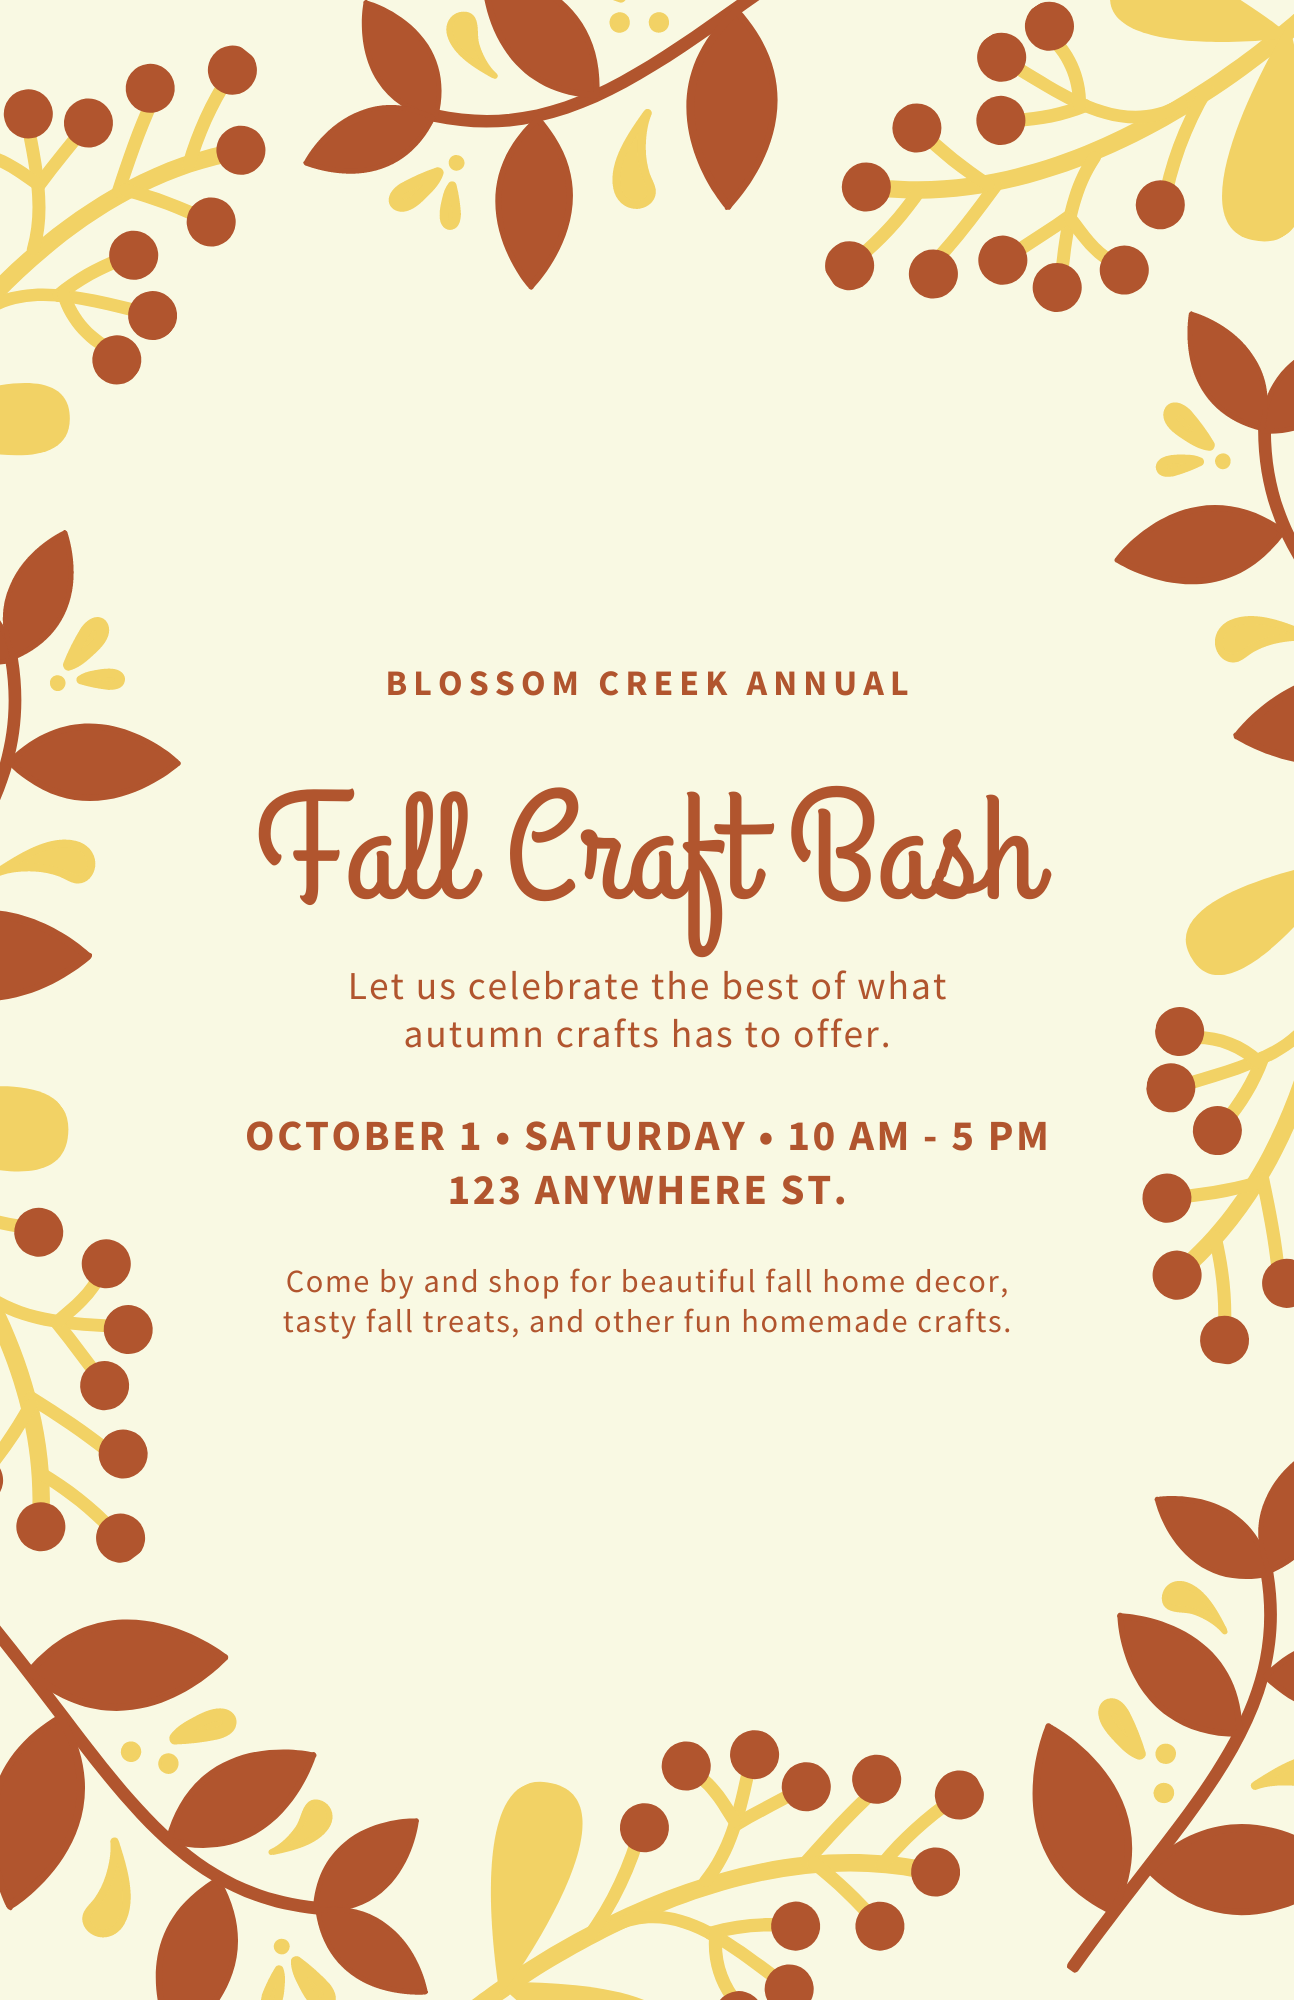 BLOSSOM CREEK ANNUAL
Fall Craft Bash
Let us celebrate the best of what
autumn crafts has to offer.
OCTOBER 1 • SATURDAY • 10 AM - 5 PM
123 ANYWHERE ST.
Come by and shop for beautiful fall home decor,
tasty fall treats, and other fun homemade crafts.